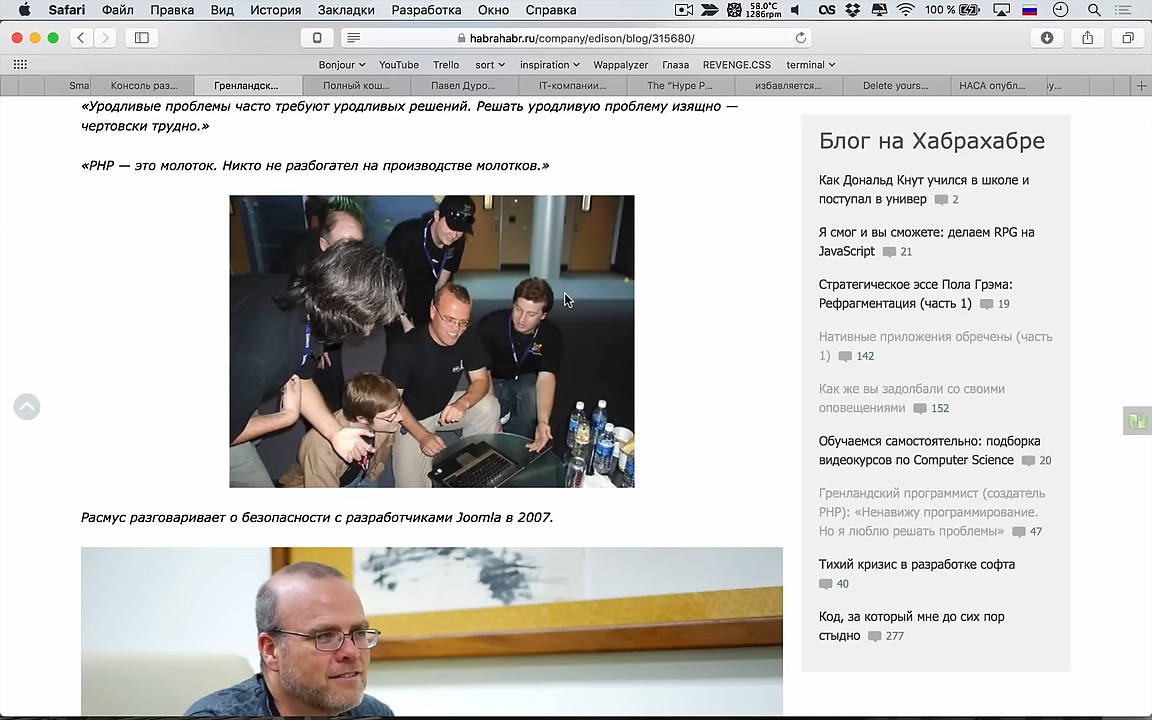 Safari Файл Правка Вид История Закладки Разработка Окно Справка
58.0°C
1286rpm
100 %
habrahabr.ru/company/edison/blog/315680/
Bonjour YouTube Trello sort inspiration Wappalyzer Глаза REVENGE.CSS terminal
Sma Консоль раз... Гренландск... Полный кош... Павел Дуро... IT-компании... The "Hype P... избавляется... Delete yours... НАСА опубл...
«Уродливые проблемы часто требуют уродливых решений. Решать уродливую проблему изящно —
чертовски трудно.»
«PHP — это молоток. Никто не разбогател на производстве молотков.»
Расмус разговаривает о безопасности с разработчиками Joomla в 2007.
Блог на Хабрахабре
Как Дональд Кнут учился в школе и
поступал в универ 2
Я смог и вы сможете: делаем RPG на
JavaScript 21
Стратегическое эссе Пола Грэма:
Рефрагментация (часть 1) 19
Нативные приложения обречены (часть
1) 142
Как же вы задолбали со своими
оповещениями 152
Обучаемся самостоятельно: подборка
видеокурсов по Computer Science 20
Гренландский программист (создатель
PHP): «Ненавижу программирование.
Но я люблю решать проблемы» 47
Тихий кризис в разработке софта
40
Код, за который мне до сих пор
стыдно 277